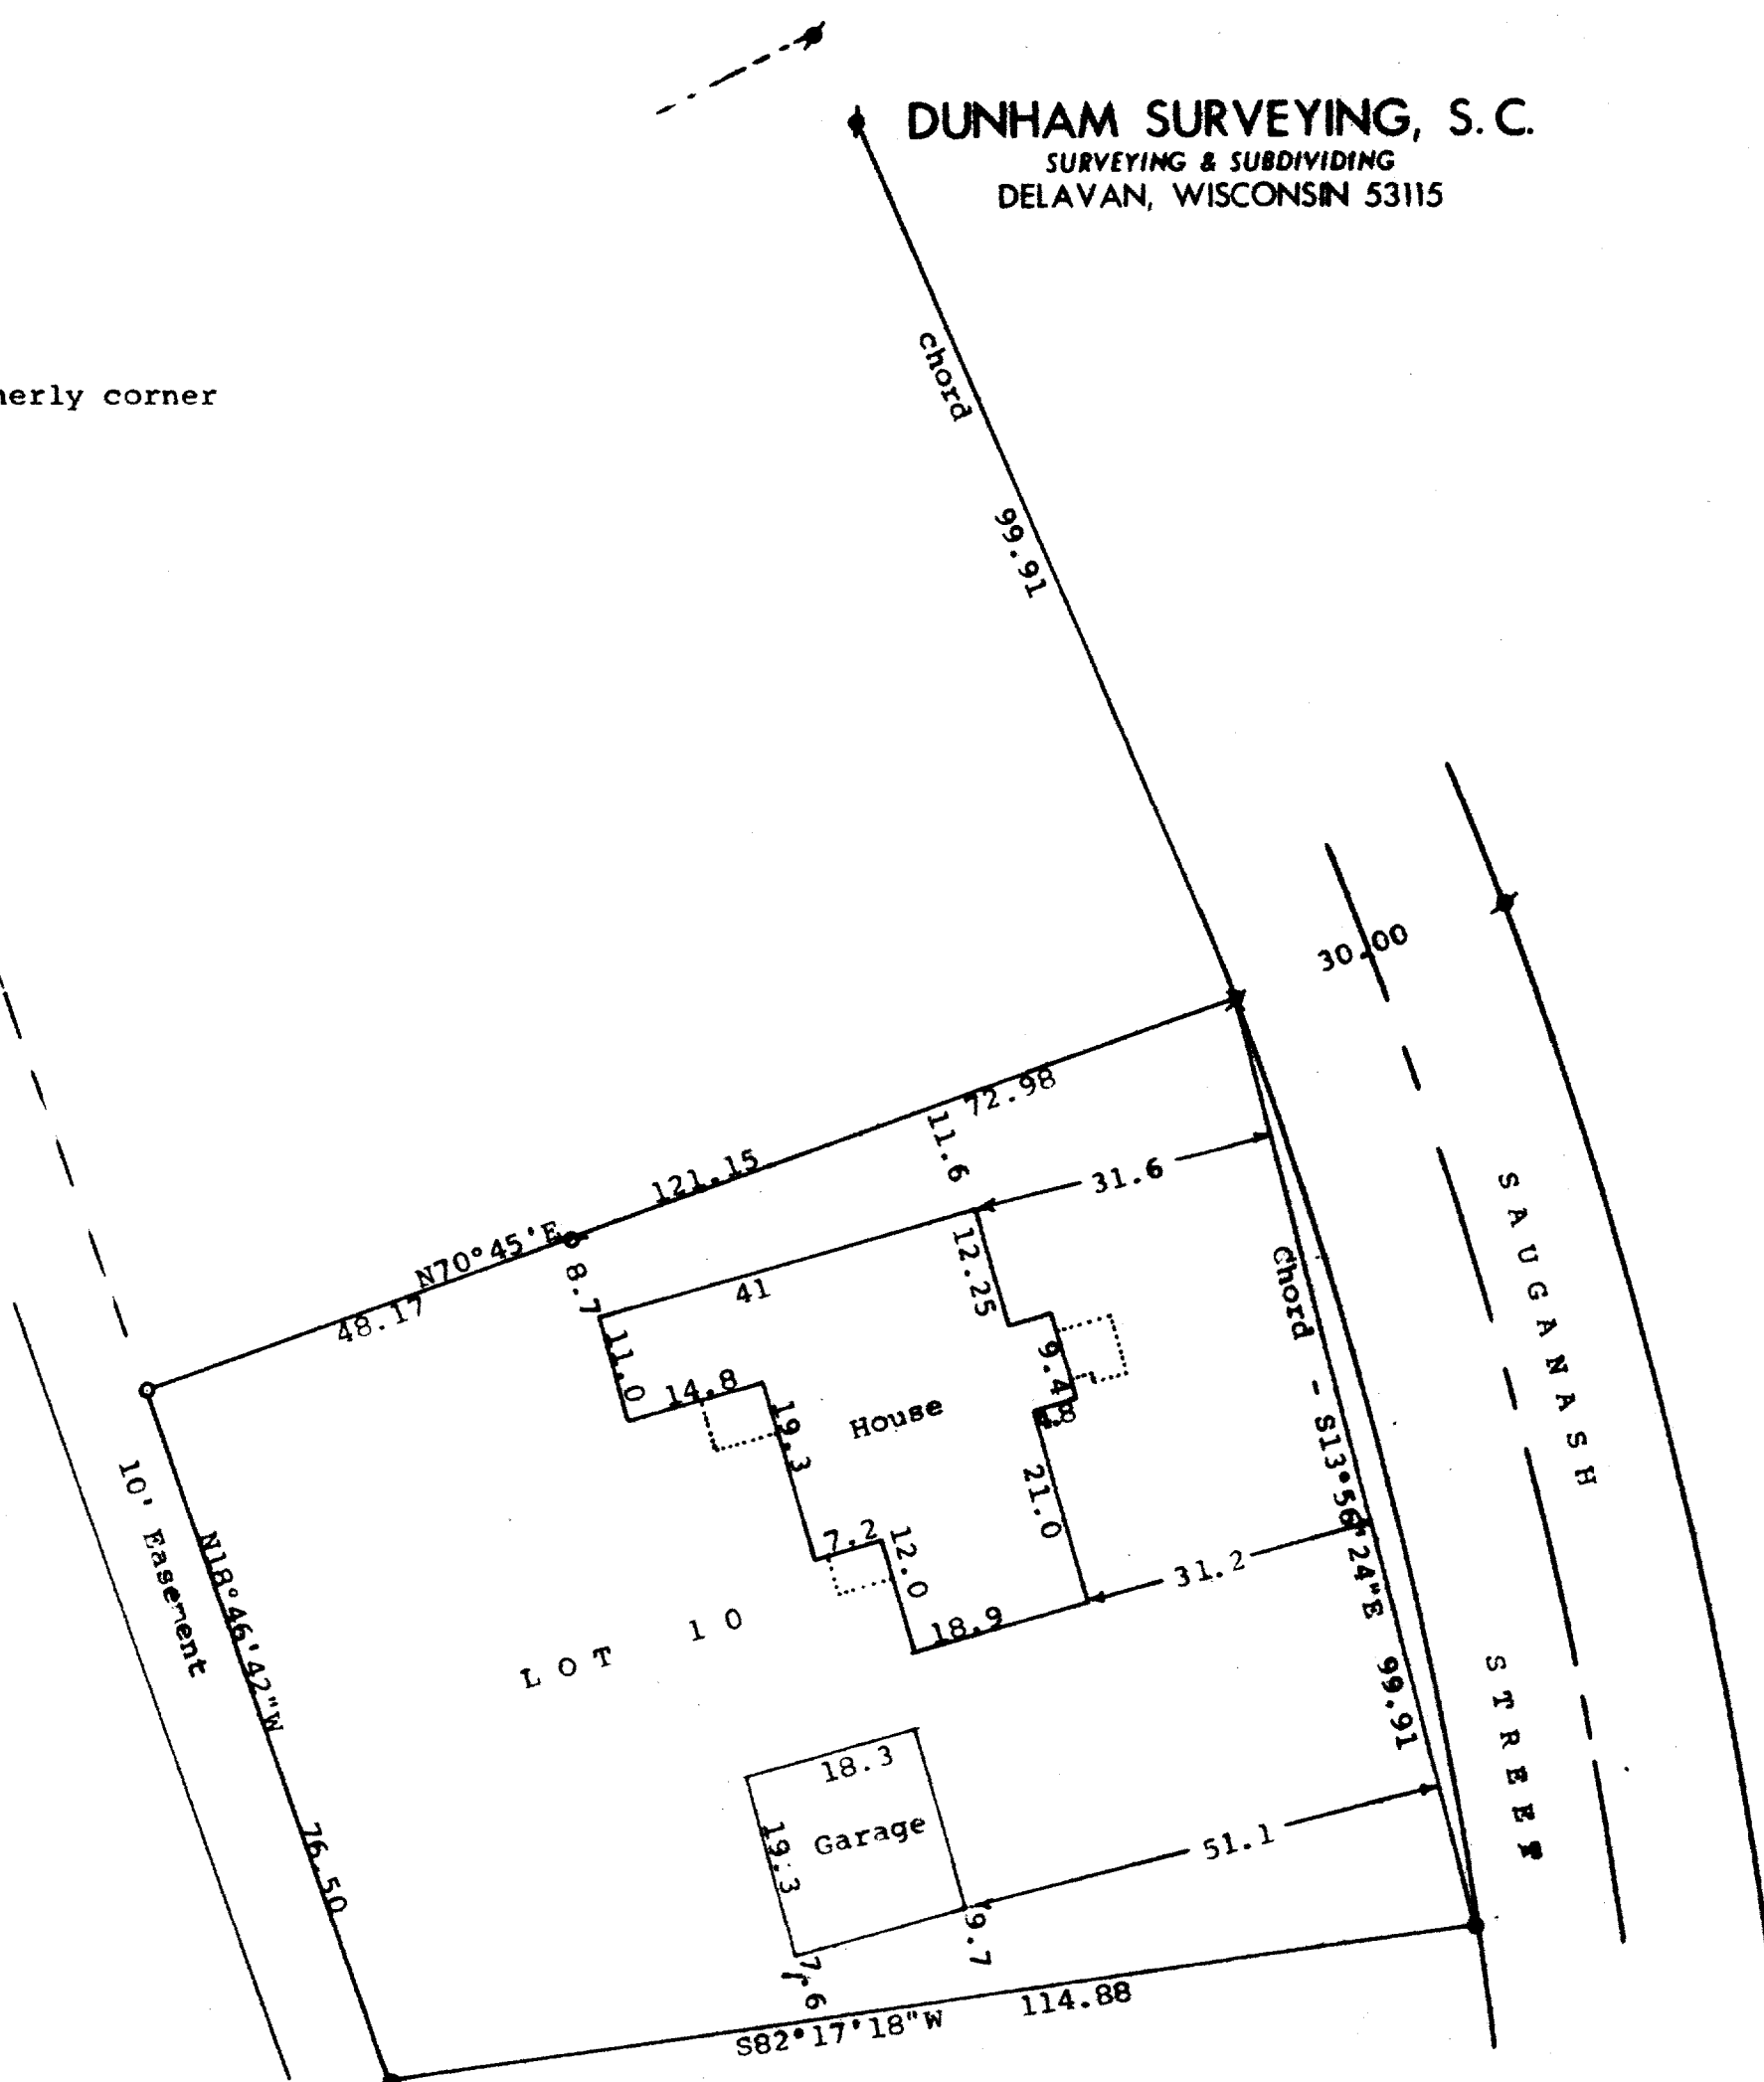 DUNHAM SURVEYING, S.C.
SURVEYING & SUBDIVIDING
DELAVAN, WISCONSIN 53115
corner
chord
99.91
30.00
72.98
11.6
121.15
31.6
N70°45'E
8.7
48.17
41
12.25
11.0
14.8
19.3
House
9.4
21.0
Chord - S13°56'24"E 99.91
SAUGANASH
STREET
10' Easement
N18°46'42"W
76.50
7.2
12.0
31.2
18.9
LOT 10
18.3
19.3
Garage
51.1
9.7
7.6
114.88
S82°17'18"W